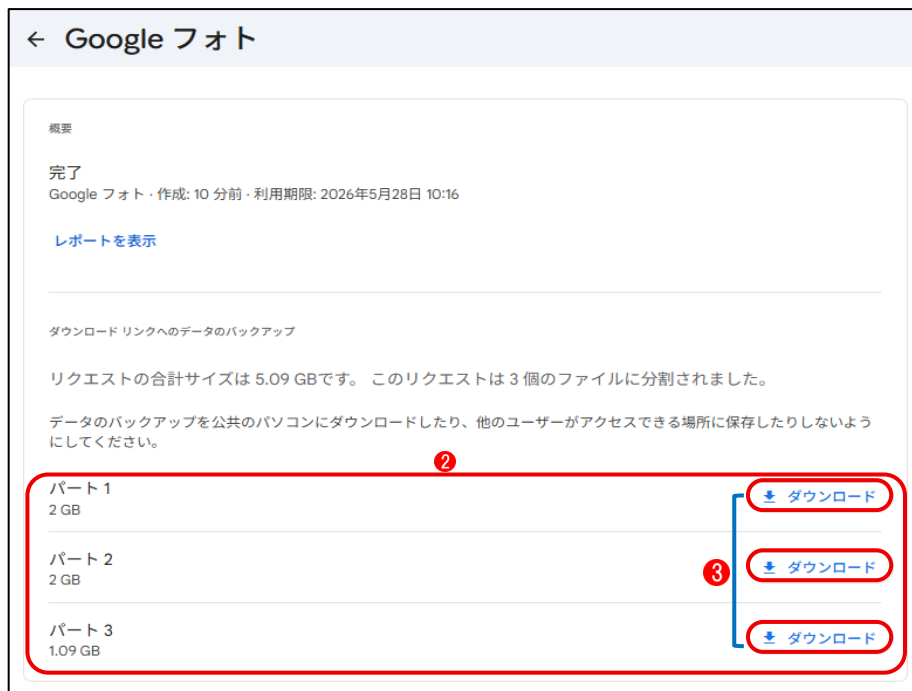 ← Google フォト
概要
完了
Google フォト · 作成: 10 分前 · 利用期限: 2026年5月28日 10:16
レポートを表示
ダウンロード リンクへのデータのバックアップ
リクエストの合計サイズは 5.09 GBです。 このリクエストは 3 個のファイルに分割されました。
データのバックアップを公共のパソコンにダウンロードしたり、他のユーザーがアクセスできる場所に保存したりしないよう
にしてください。
❷
パート 1
2 GB
ダウンロード
パート 2
2 GB
❸
ダウンロード
パート 3
1.09 GB
ダウンロード